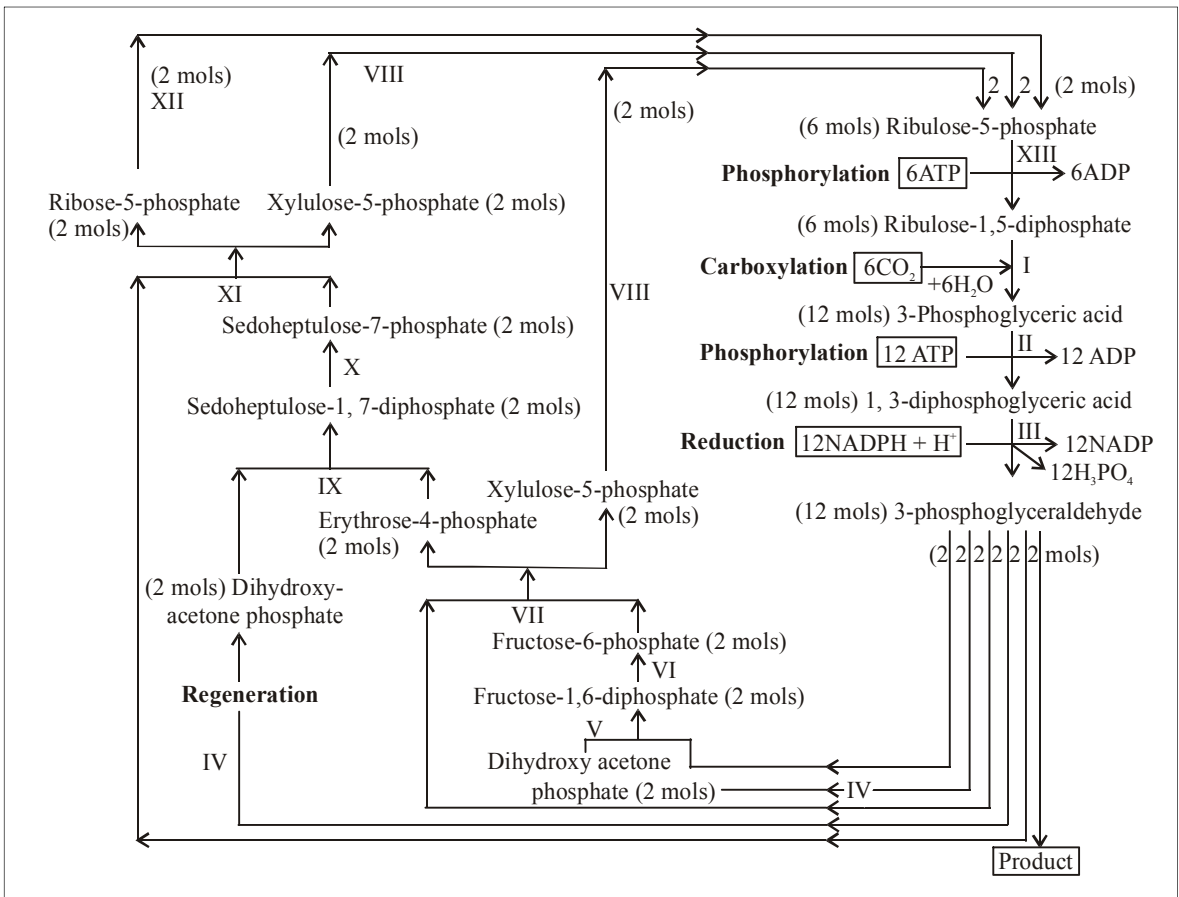 (2 mols)
XII
VIII
(2 mols)
(2 mols)
2 2 (2 mols)
(6 mols) Ribulose-5-phosphate
XIII
Phosphorylation 6ATP 6ADP
Ribose-5-phosphate
(2 mols)
Xylulose-5-phosphate (2 mols)
(6 mols) Ribulose-1,5-diphosphate
Carboxylation 6CO₂ I
+6H₂O
XI
VIII
(12 mols) 3-Phosphoglyceric acid
Sedoheptulose-7-phosphate (2 mols)
II
Phosphorylation 12 ATP 12 ADP
X
Sedoheptulose-1, 7-diphosphate (2 mols)
(12 mols) 1, 3-diphosphoglyceric acid
III
Reduction 12NADPH + H⁺ 12NADP
12H₃PO₄
IX
Xylulose-5-phosphate
(2 mols)
Erythrose-4-phosphate
(2 mols)
(12 mols) 3-phosphoglyceraldehyde
(2 2 2 2 2 2 mols)
(2 mols) Dihydroxy-
acetone phosphate
VII
Fructose-6-phosphate (2 mols)
VI
Regeneration
Fructose-1,6-diphosphate (2 mols)
V
IV
Dihydroxy acetone
phosphate (2 mols)
IV
Product